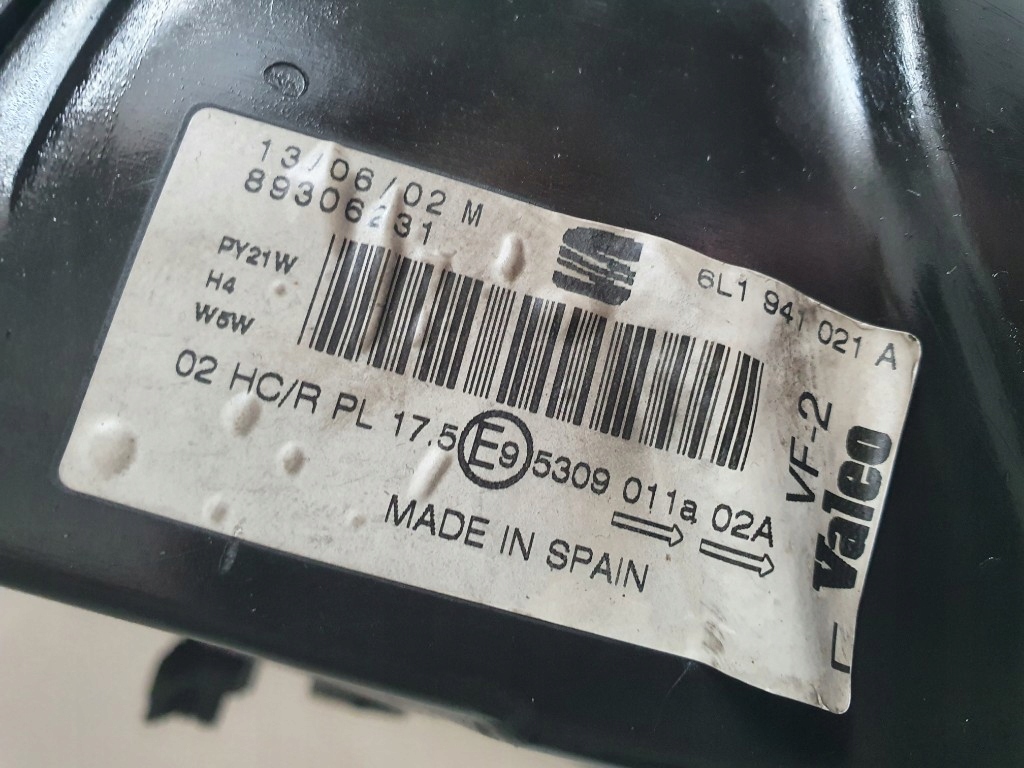 13/06/02 M
89306231
6L1 941 021 A
PY21W
H4
W5W
02 HC/R PL 17.5 E9 5309 011a 02A
MADE IN SPAIN
VF-2
Valeo
L